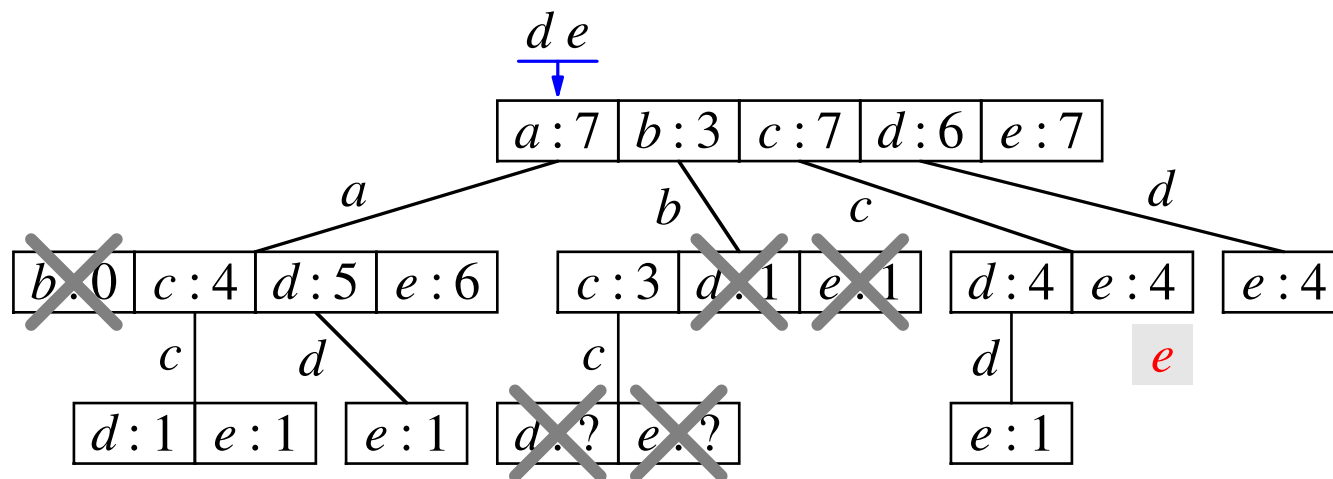 d e
a : 7 b : 3 c : 7 d : 6 e : 7
a b c d
b : 0 c : 4 d : 5 e : 6 c : 3 d : 1 e : 1 d : 4 e : 4 e : 4
c d c d e
d : 1 e : 1 e : 1 d : ? e : ? e : 1